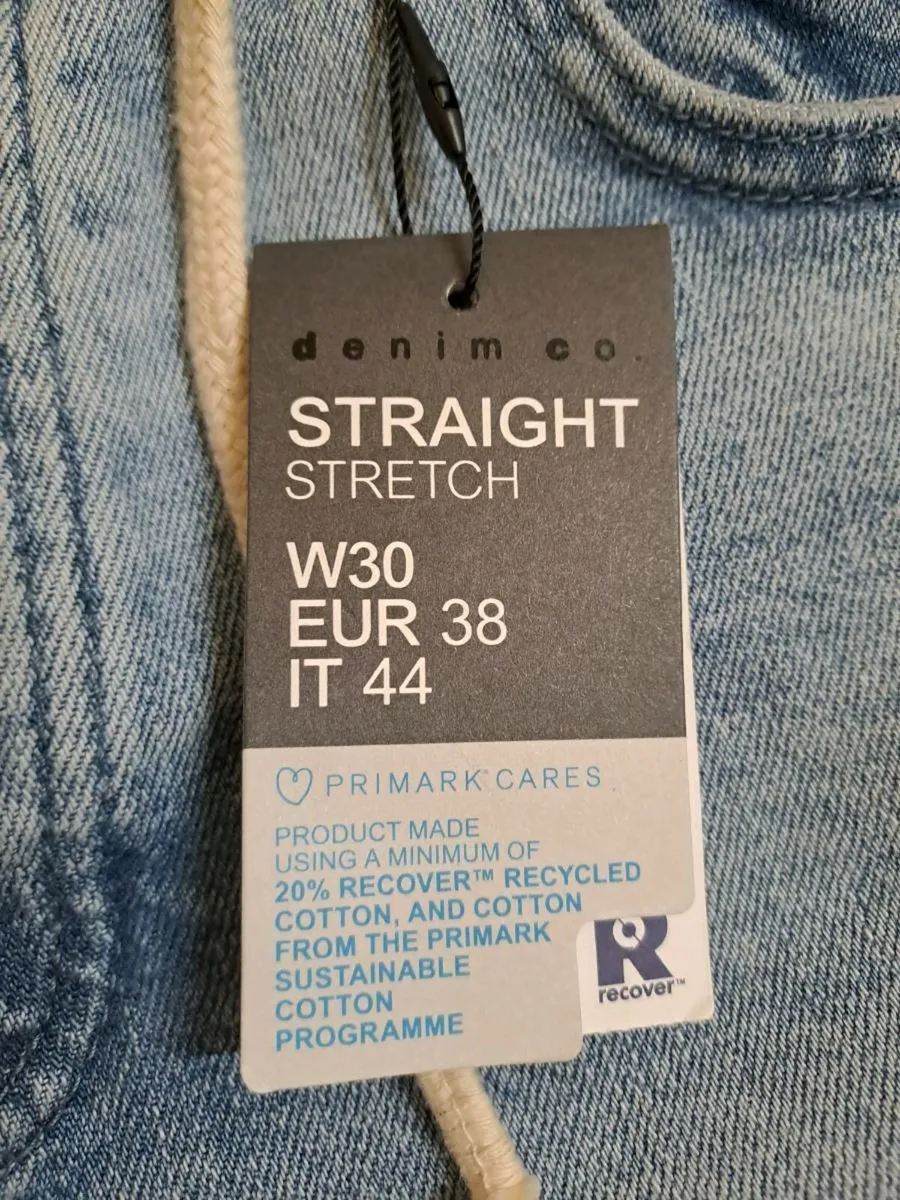 denim co.
STRAIGHT
STRETCH
W30
EUR 38
IT 44
PRIMARK® CARES
PRODUCT MADE
USING A MINIMUM OF
20% RECOVER™ RECYCLED
COTTON, AND COTTON
FROM THE PRIMARK
SUSTAINABLE
COTTON
PROGRAMME
R
recover™